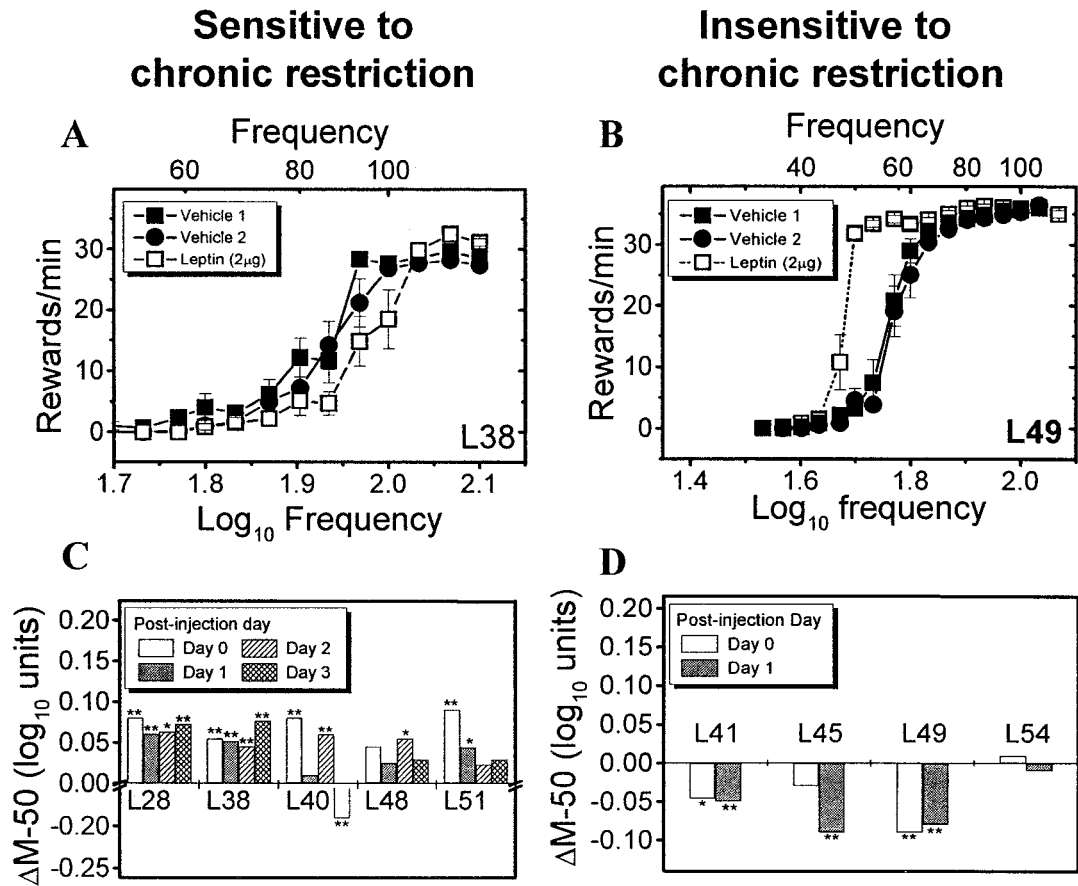 Sensitive to
chronic restriction
Insensitive to
chronic restriction
A
Frequency
60 80 100
Vehicle 1
Vehicle 2
Leptin (2µg)
Rewards/min
30
20
10
0
L38
1.7 1.8 1.9 2.0 2.1
Log10 Frequency
B
Frequency
40 60 80 100
Vehicle 1
Vehicle 2
Leptin (2µg)
Rewards/min
30
20
10
0
L49
1.4 1.6 1.8 2.0
Log10 frequency
C
ΔM-50 (log10 units)
0.20
0.15
0.10
0.05
0.00
-0.20
-0.25
Post-injection day
Day 0 Day 2
Day 1 Day 3
** ** * **
** ** ** **
** ** **
*
** *
L28 L38 L40 L48 L51
D
ΔM-50 (log10 units)
0.20
0.15
0.10
0.05
0.00
-0.05
-0.10
Post-injection Day
Day 0
Day 1
L41 L45 L49 L54
* ** ** ** **